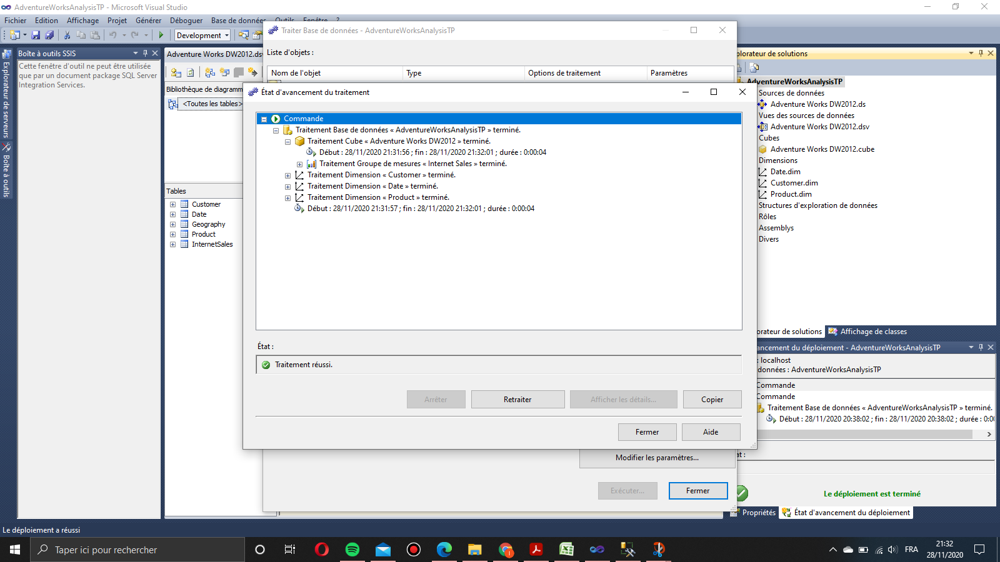 AdventureWorksAnalysisTP - Microsoft Visual Studio
Fichier Edition Affichage Projet Générer Déboguer Base de données Outils Fenêtre ?
Development
Boîte à outils SSIS
Cette fenêtre d'outil ne peut être utilisée
que par un document package SQL Server
Integration Services.
Explorateur de serveurs
Boîte à outils
Adventure Works DW2012.ds
Bibliothèque de diagramm
<Toutes les tables>
Tables
Customer
Date
Geography
Product
InternetSales
Traiter Base de données - AdventureWorksAnalysisTP
Liste d'objets :
Nom de l'objet Type Options de traitement Paramètres
État d'avancement du traitement
Commande
Traitement Base de données « AdventureWorksAnalysisTP » terminé.
Traitement Cube « Adventure Works DW2012 » terminé.
Début : 28/11/2020 21:31:56 ; fin : 28/11/2020 21:32:01 ; durée : 0:00:04
Traitement Groupe de mesures « Internet Sales » terminé.
Traitement Dimension « Customer » terminé.
Traitement Dimension « Date » terminé.
Traitement Dimension « Product » terminé.
Début : 28/11/2020 21:31:57 ; fin : 28/11/2020 21:32:01 ; durée : 0:00:04
État :
Traitement réussi.
Arrêter Retraiter Afficher les détails... Copier
Fermer Aide
Modifier les paramètres...
Exécuter... Fermer
plorateur de solutions
AdventureWorksAnalysisTP
Sources de données
Adventure Works DW2012.ds
Vues des sources de données
Adventure Works DW2012.dsv
Cubes
Adventure Works DW2012.cube
Dimensions
Date.dim
Customer.dim
Product.dim
Structures d'exploration de données
Rôles
Assemblys
Divers
orateur de solutions Affichage de classes
ancement du déploiement - AdventureWorksAnalysisTP
: localhost
données : AdventureWorksAnalysisTP
Commande
Commande
Traitement Base de données « AdventureWorksAnalysisTP » terminé.
Début : 28/11/2020 20:38:02 ; fin : 28/11/2020 20:38:02 ; durée : 0:00
at :
Le déploiement est terminé
Propriétés État d'avancement du déploiement
Le déploiement a réussi
Taper ici pour rechercher
FRA
21:32
28/11/2020